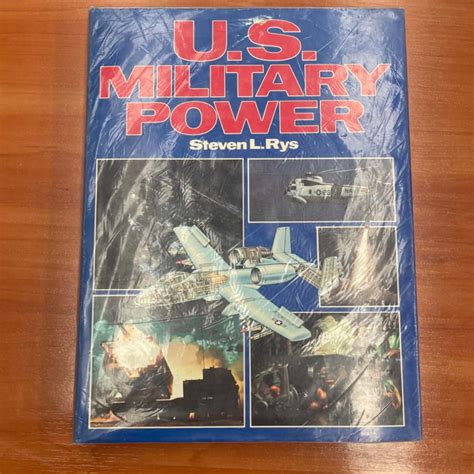 U.S.
MILITARY
POWER
Steven L. Rys